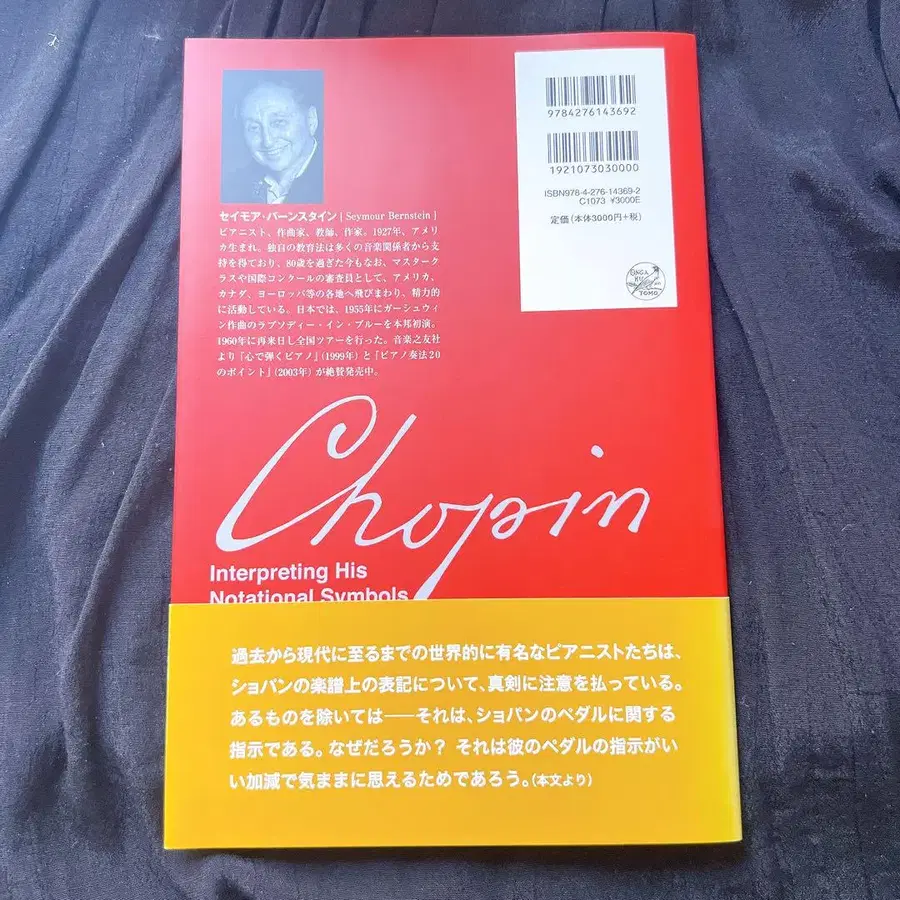 9784276143692
1921073030000
ISBN978-4-276-14369-2
C1073 ¥3000E
定価(本体3000円+税)
ONGA
KU
TOMO
セイモア・バーンスタイン[Seymour Bernstein]
ピアニスト、作曲家、教師、作家。1927年、アメリ
カ生まれ。独自の教育法は多くの音楽関係者から支
持を得ており、80歳を過ぎた今もなお、マスターク
ラスや国際コンクールの審査員として、アメリカ、
カナダ、ヨーロッパ等の各地へ飛びまわり、精力的
に活動している。日本では、1955年にガーシュウィ
ン作曲のラプソディー・イン・ブルーを本邦初演。
1960年に再来日し全国ツアーを行った。音楽之友社
より『心で弾くピアノ』(1999年)と『ピアノ奏法20
のポイント』(2003年)が絶賛発売中。
Chopin
Interpreting His
Notational Symbols
過去から現代に至るまでの世界的に有名なピアニストたちは、
ショパンの楽譜上の表記について、真剣に注意を払っている。
あるものを除いては——それは、ショパンのペダルに関する
指示である。なぜだろうか? それは彼のペダルの指示がい
い加減で気ままに思えるためであろう。(本文より)